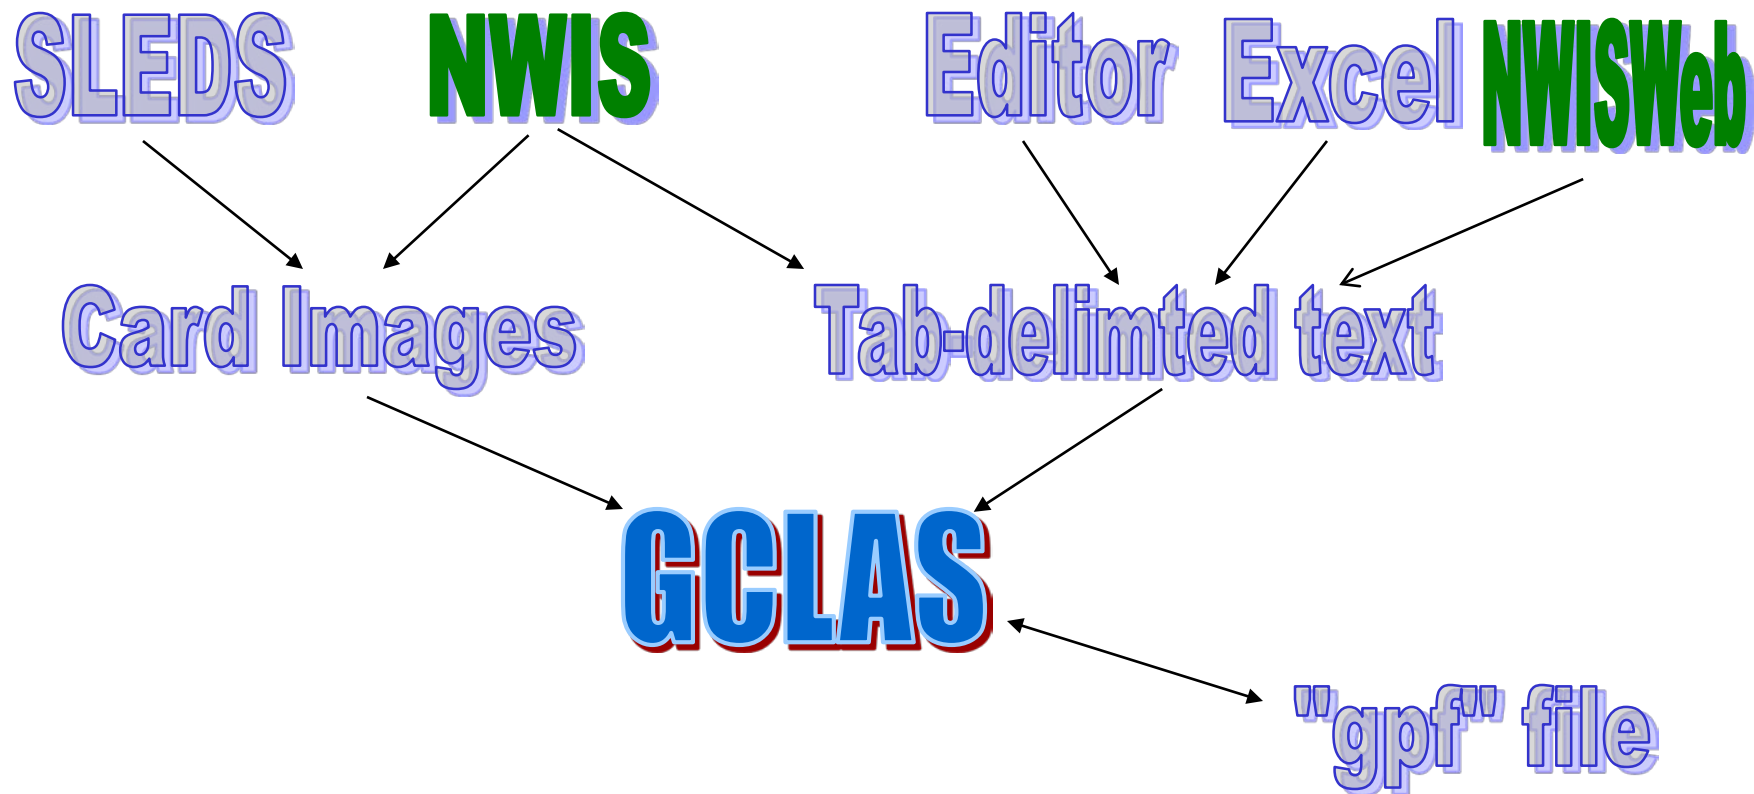 SLEDS NWIS Editor Excel NWISWeb
Card Images Tab-delimted text
GCLAS
"gpf" file